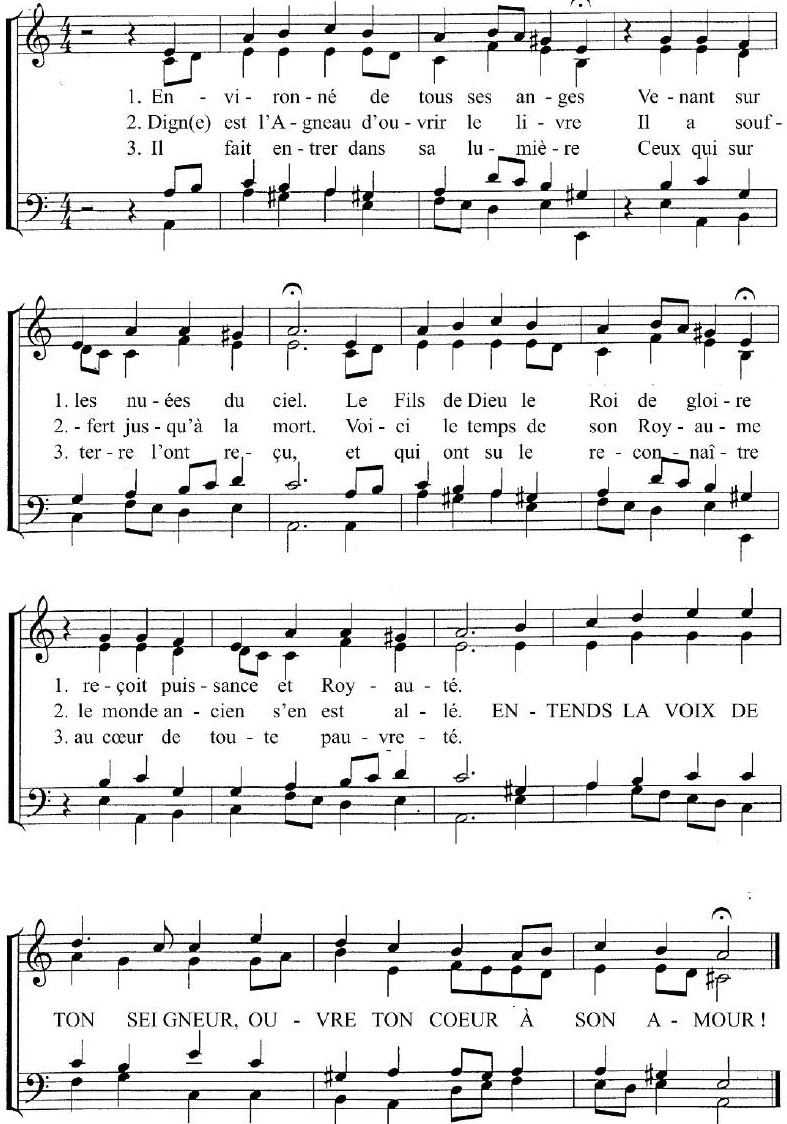 4/4
1. En - vi - ron - né de tous ses an - ges Ve - nant sur
2. Dign(e) est l'A - gneau d'ou - vrir le li - vre Il a souf -
3. Il fait en - trer dans sa lu - miè - re Ceux qui sur
4/4
1. les nu - ées du ciel. Le Fils de Dieu le Roi de gloi - re
2. - fert jus - qu'à la mort. Voi - ci le temps de son Roy - au - me
3. ter - re l'ont re - çu, et qui ont su le re - con - naî - tre
1. re - çoit puis - sance et Roy - au - té.
2. le monde an - cien s'en est al - lé. EN - TENDS LA VOIX DE
3. au cœur de tou - te pau - vre - té.
TON SEI GNEUR, OU - VRE TON COEUR À SON A - MOUR !